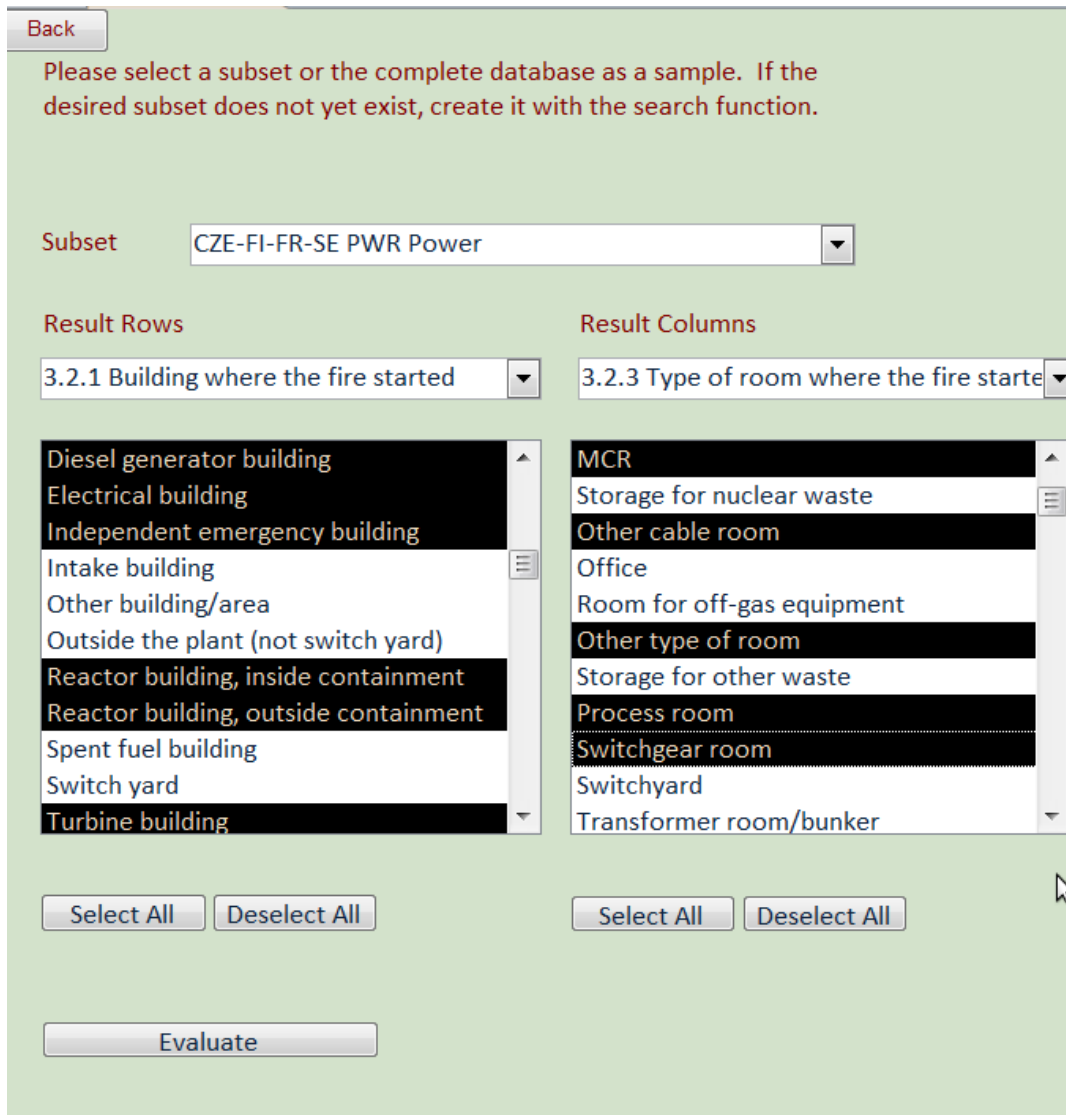 Back
Please select a subset or the complete database as a sample.  If the
desired subset does not yet exist, create it with the search function.
Subset
CZE-FI-FR-SE PWR Power
Result Rows
Result Columns
3.2.1 Building where the fire started
3.2.3 Type of room where the fire starte
Diesel generator building
Electrical building
Independent emergency building
Intake building
Other building/area
Outside the plant (not switch yard)
Reactor building, inside containment
Reactor building, outside containment
Spent fuel building
Switch yard
Turbine building
MCR
Storage for nuclear waste
Other cable room
Office
Room for off-gas equipment
Other type of room
Storage for other waste
Process room
Switchgear room
Switchyard
Transformer room/bunker
Select All
Deselect All
Select All
Deselect All
Evaluate